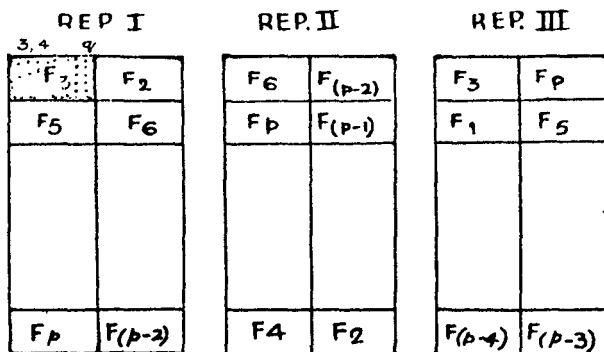 REP I REP. II REP. III
3, 4 q
F₃ F₂ F₆ F₍ₚ₋₂₎ F₃ Fₚ
F₅ F₆ Fₚ F₍ₚ₋₁₎ F₁ F₅
Fₚ F₍ₚ₋₂₎ F₄ F₂ F₍ₚ₋₄₎ F₍ₚ₋₃₎